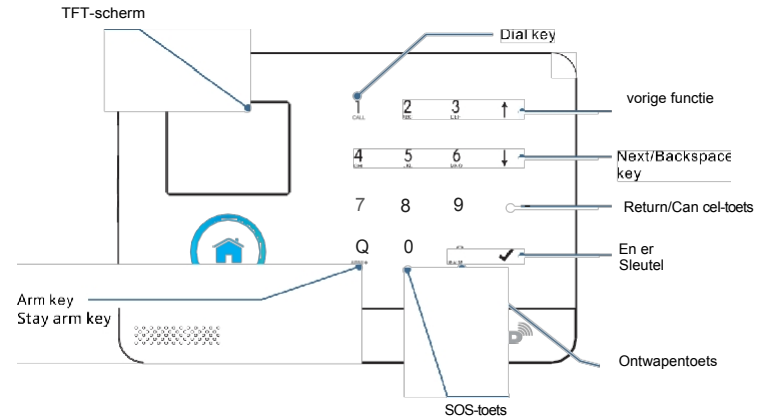 TFT-scherm
Dial key
1 2 3 ↑
CALL
vorige functie
4 5 6 ↓
Next/Backspace
key
7 8 9
Return/Can cel-toets
Q 0 ✓
En er
Sleutel
Arm key
Stay arm key
Ontwapentoets
SOS-toets